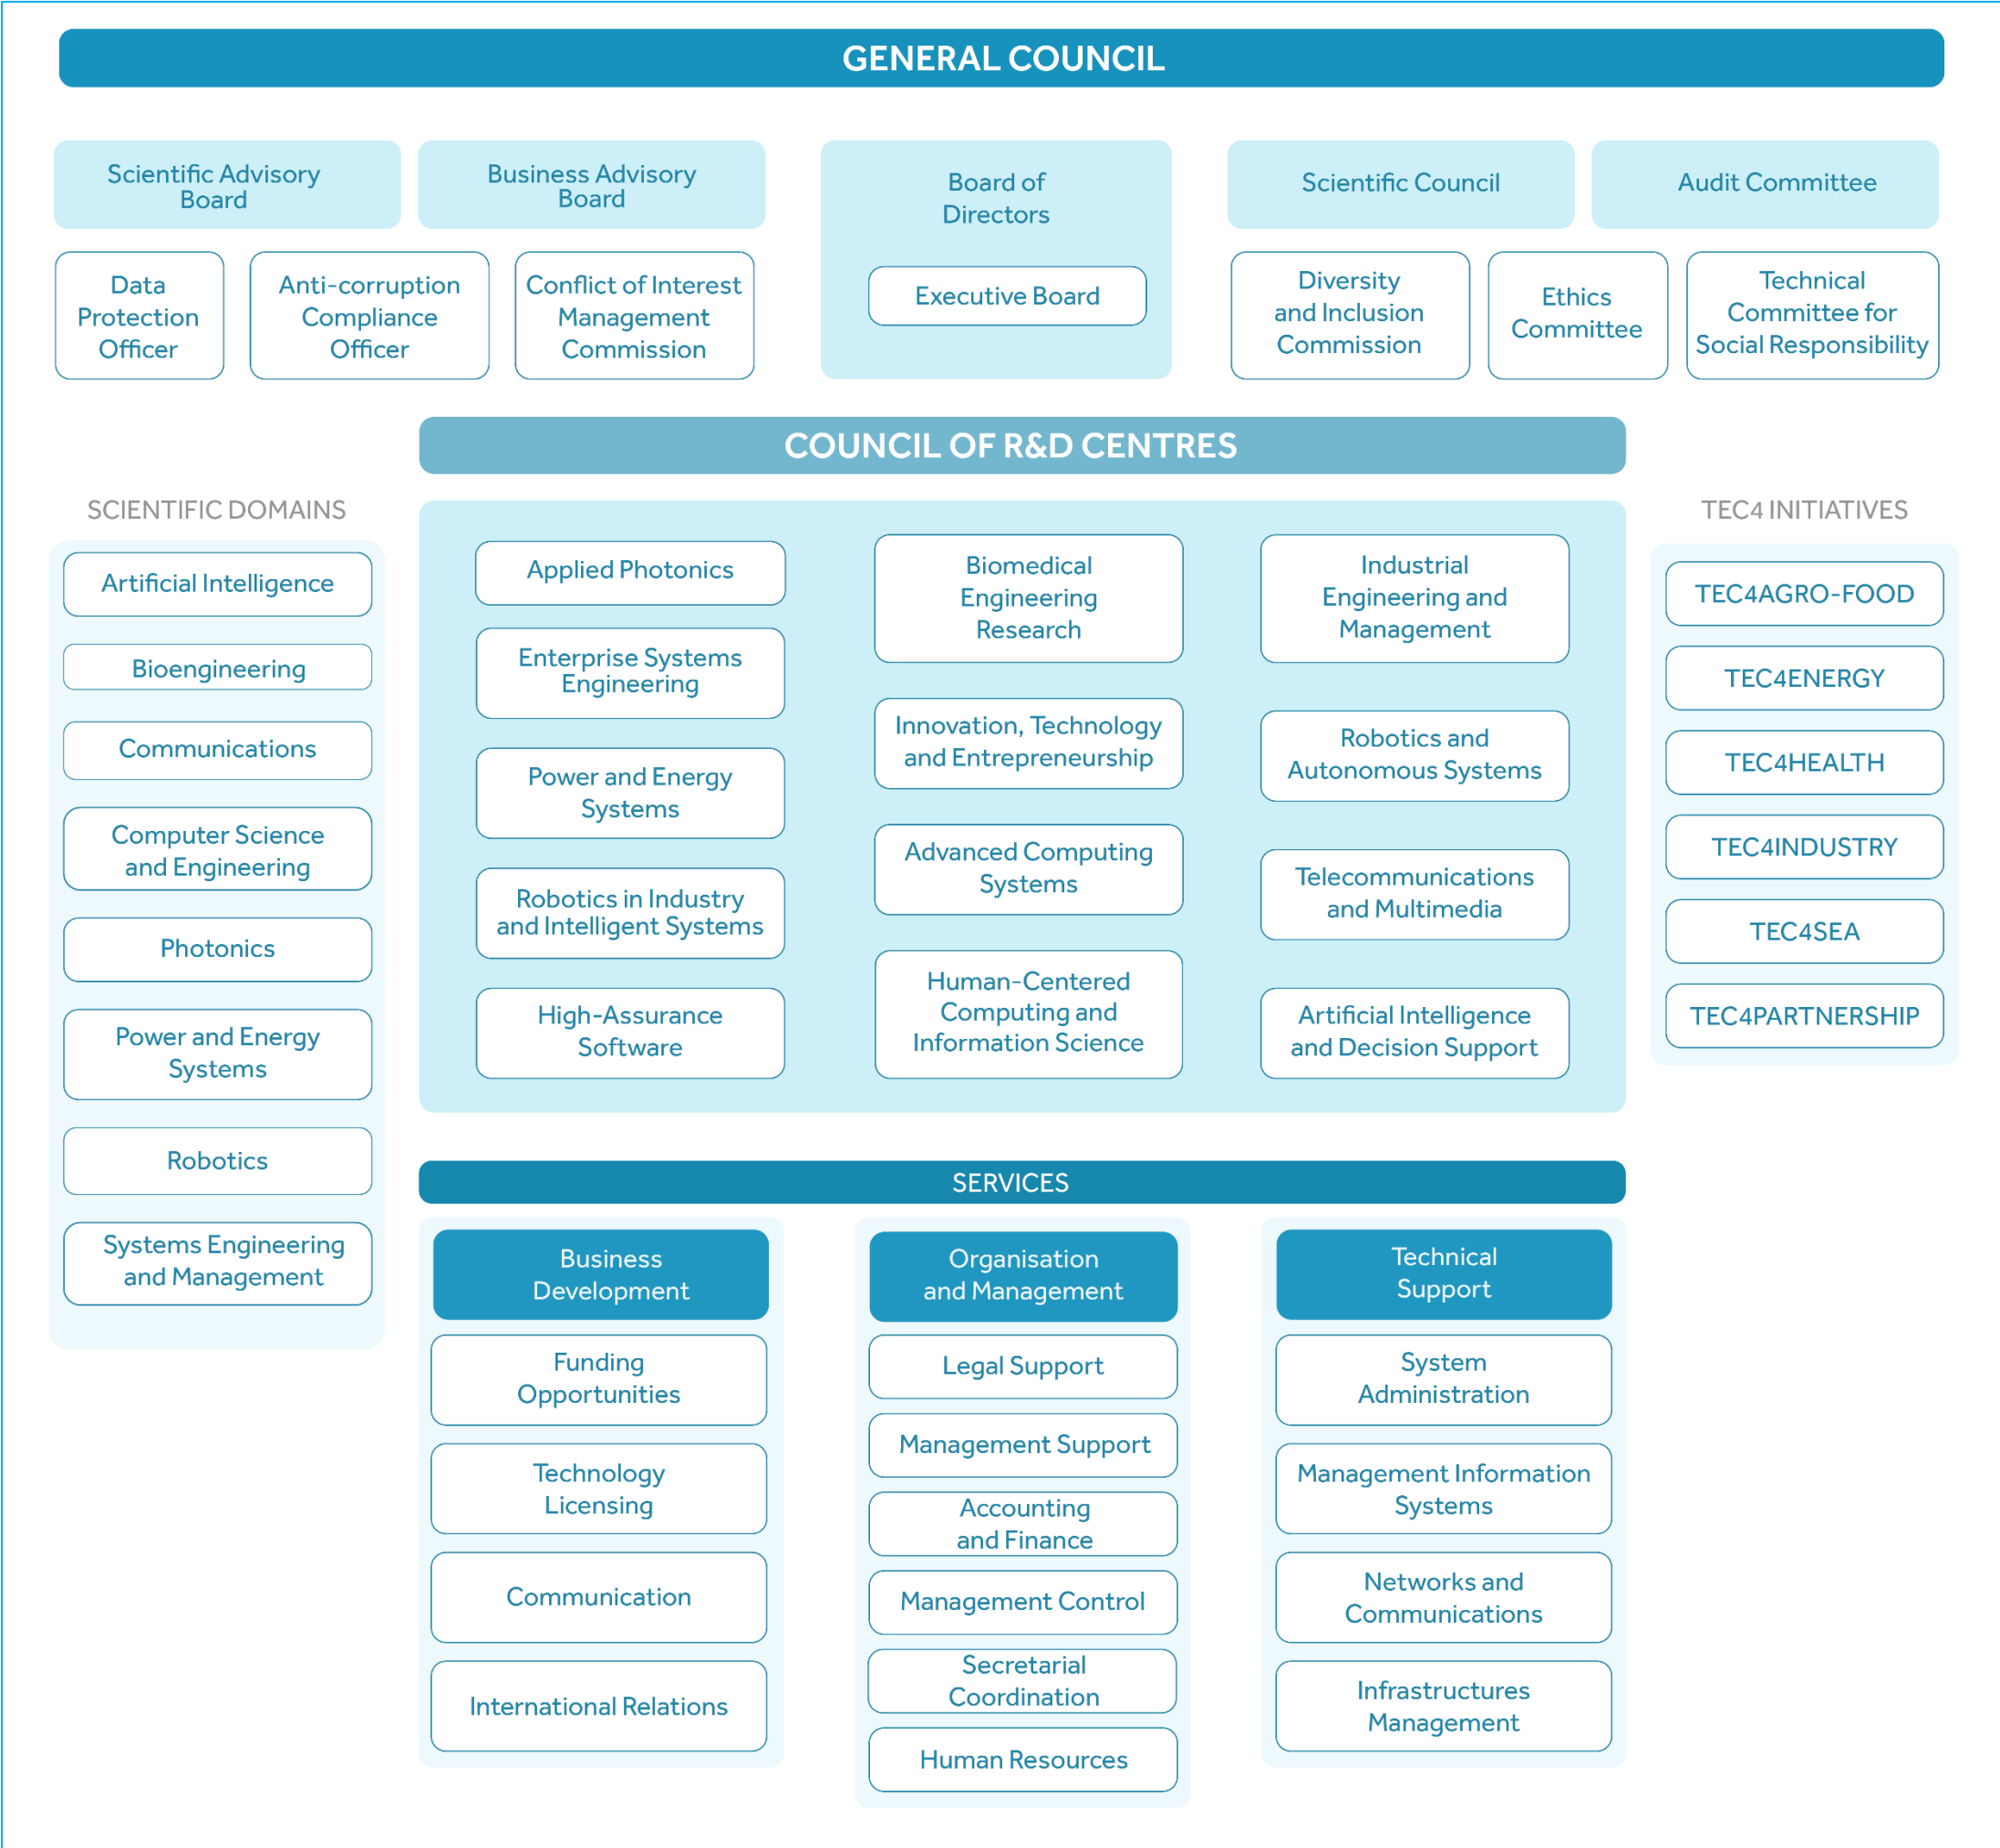 GENERAL COUNCIL
Scientific Advisory
Board
Business Advisory
Board
Board of
Directors
Executive Board
Scientific Council
Audit Committee
Data
Protection
Officer
Anti-corruption
Compliance
Officer
Conflict of Interest
Management
Commission
Diversity
and Inclusion
Commission
Ethics
Committee
Technical
Committee for
Social Responsibility
COUNCIL OF R&D CENTRES
SCIENTIFIC DOMAINS
Artificial Intelligence
Bioengineering
Communications
Computer Science
and Engineering
Photonics
Power and Energy
Systems
Robotics
Systems Engineering
and Management
Applied Photonics
Enterprise Systems
Engineering
Power and Energy
Systems
Robotics in Industry
and Intelligent Systems
High-Assurance
Software
Biomedical
Engineering
Research
Innovation, Technology
and Entrepreneurship
Advanced Computing
Systems
Human-Centered
Computing and
Information Science
Industrial
Engineering and
Management
Robotics and
Autonomous Systems
Telecommunications
and Multimedia
Artificial Intelligence
and Decision Support
TEC4 INITIATIVES
TEC4AGRO-FOOD
TEC4ENERGY
TEC4HEALTH
TEC4INDUSTRY
TEC4SEA
TEC4PARTNERSHIP
SERVICES
Business
Development
Funding
Opportunities
Technology
Licensing
Communication
International Relations
Organisation
and Management
Legal Support
Management Support
Accounting
and Finance
Management Control
Secretarial
Coordination
Human Resources
Technical
Support
System
Administration
Management Information
Systems
Networks and
Communications
Infrastructures
Management